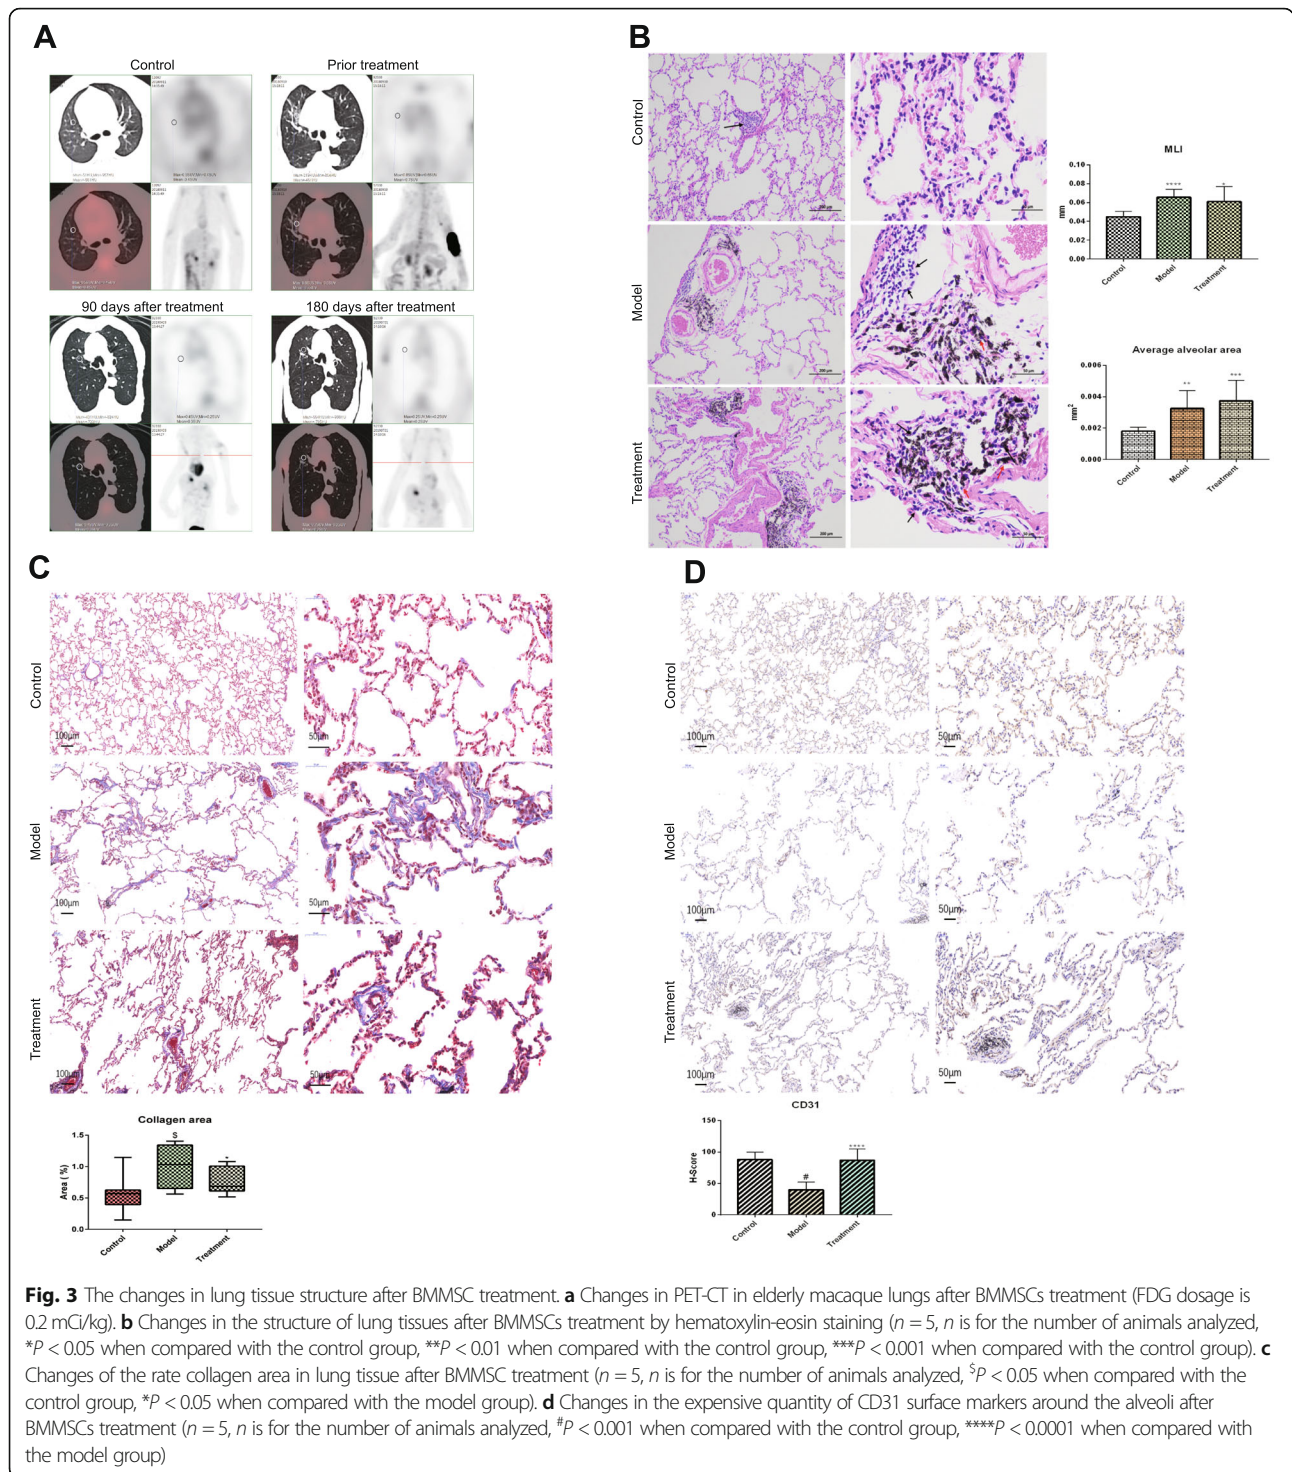 A
Control
Prior treatment
90 days after treatment
180 days after treatment
B
Control
Model
Treatment
200 μm
50 μm
200 μm
50 μm
200 μm
50 μm
MLI
0.10
0.08
0.06
0.04
0.02
0.00
mm
****
*
Control
Model
Treatment
Average alveolar area
0.006
0.004
0.002
0.000
mm²
**
***
Control
Model
Treatment
C
Control
100μm
50μm
Model
100μm
50μm
Treatment
100μm
50μm
Collagen area
1.5
1.0
0.5
0.0
Area (%)
$
*
Control
Model
Treatment
D
Control
100μm
50μm
Model
100μm
50μm
Treatment
100μm
50μm
CD31
150
100
50
0
H-Score
#
****
Control
Model
Treatment
Fig. 3 The changes in lung tissue structure after BMMSC treatment. a Changes in PET-CT in elderly macaque lungs after BMMSCs treatment (FDG dosage is
0.2 mCi/kg). b Changes in the structure of lung tissues after BMMSCs treatment by hematoxylin-eosin staining (n = 5, n is for the number of animals analyzed,
*P < 0.05 when compared with the control group, **P < 0.01 when compared with the control group, ***P < 0.001 when compared with the control group). c
Changes of the rate collagen area in lung tissue after BMMSC treatment (n = 5, n is for the number of animals analyzed, $P < 0.05 when compared with the
control group, *P < 0.05 when compared with the model group). d Changes in the expensive quantity of CD31 surface markers around the alveoli after
BMMSCs treatment (n = 5, n is for the number of animals analyzed, #P < 0.001 when compared with the control group, ****P < 0.0001 when compared with
the model group)